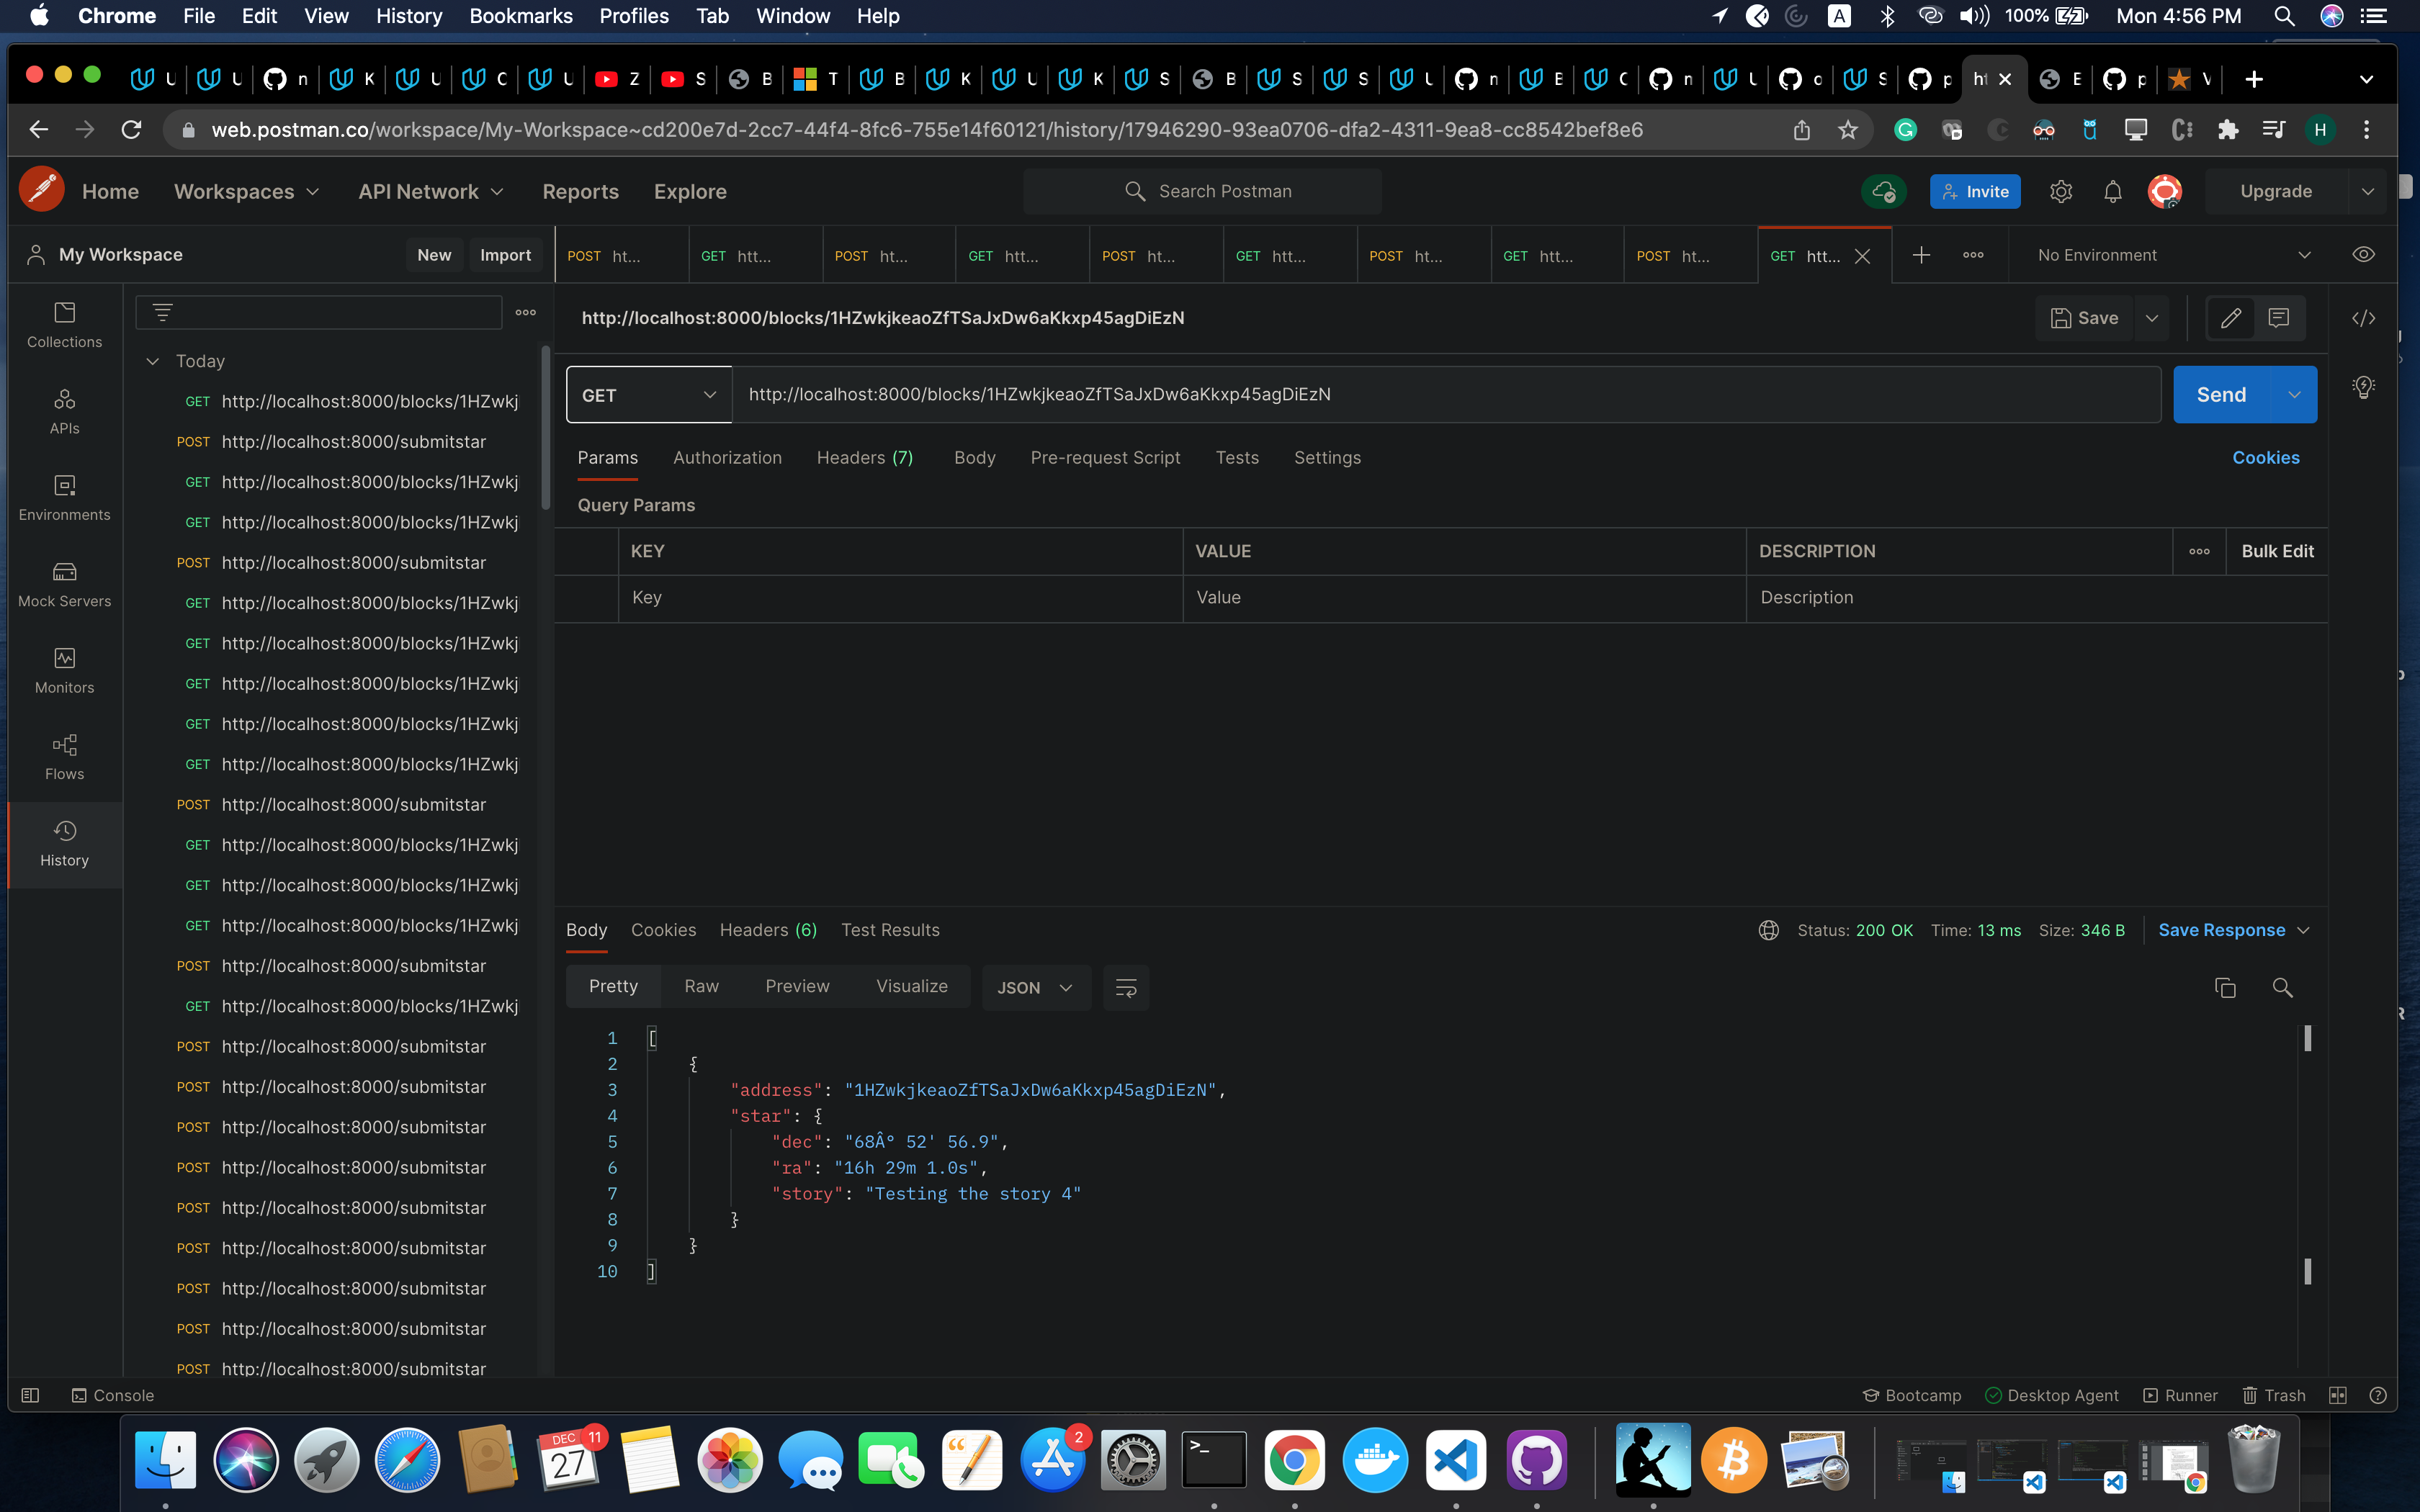 Chrome File Edit View History Bookmarks Profiles Tab Window Help A 100% Mon 4:56 PM
U U n K U C U Z S B T B K U K S B S S U n B C n U o S p ht E p V
web.postman.co/workspace/My-Workspace~cd200e7d-2cc7-44f4-8fc6-755e14f60121/history/17946290-93ea0706-dfa2-4311-9ea8-cc8542bef8e6 H
Home Workspaces API Network Reports Explore Search Postman Invite Upgrade
My Workspace New Import POST ht... GET htt... POST ht... GET htt... POST ht... GET htt... POST ht... GET htt... POST ht... GET htt... No Environment
Collections
APIs
Environments
Mock Servers
Monitors
Flows
History
Today
GET http://localhost:8000/blocks/1HZwkj
POST http://localhost:8000/submitstar
GET http://localhost:8000/blocks/1HZwkj
GET http://localhost:8000/blocks/1HZwkj
POST http://localhost:8000/submitstar
GET http://localhost:8000/blocks/1HZwkj
GET http://localhost:8000/blocks/1HZwkj
GET http://localhost:8000/blocks/1HZwkj
GET http://localhost:8000/blocks/1HZwkj
GET http://localhost:8000/blocks/1HZwkj
POST http://localhost:8000/submitstar
GET http://localhost:8000/blocks/1HZwkj
GET http://localhost:8000/blocks/1HZwkj
GET http://localhost:8000/blocks/1HZwkj
POST http://localhost:8000/submitstar
GET http://localhost:8000/blocks/1HZwkj
POST http://localhost:8000/submitstar
POST http://localhost:8000/submitstar
POST http://localhost:8000/submitstar
POST http://localhost:8000/submitstar
POST http://localhost:8000/submitstar
POST http://localhost:8000/submitstar
POST http://localhost:8000/submitstar
POST http://localhost:8000/submitstar
POST http://localhost:8000/submitstar
http://localhost:8000/blocks/1HZwkjkeaoZfTSaJxDw6aKkxp45agDiEzN Save
GET http://localhost:8000/blocks/1HZwkjkeaoZfTSaJxDw6aKkxp45agDiEzN Send
Params Authorization Headers (7) Body Pre-request Script Tests Settings Cookies
Query Params
KEY VALUE DESCRIPTION Bulk Edit
Key Value Description
Body Cookies Headers (6) Test Results Status: 200 OK Time: 13 ms Size: 346 B Save Response
Pretty Raw Preview Visualize JSON
1 [
2 {
3 "address": "1HZwkjkeaoZfTSaJxDw6aKkxp45agDiEzN",
4 "star": {
5 "dec": "68Â° 52' 56.9",
6 "ra": "16h 29m 1.0s",
7 "story": "Testing the story 4"
8 }
9 }
10 ]
Console Bootcamp Desktop Agent Runner Trash
DEC 27 11 2